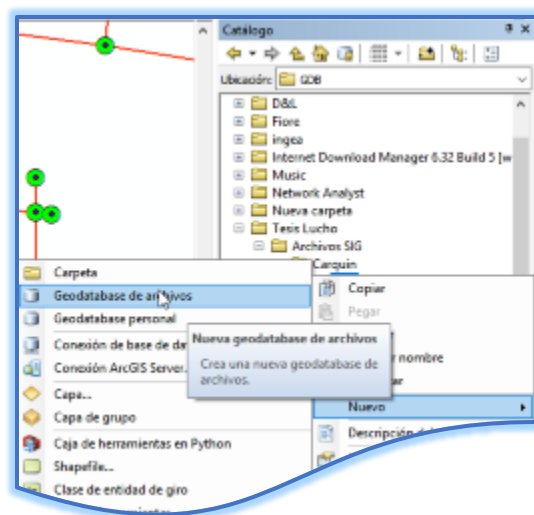 Catálogo
Ubicación: GDB
D&L
Fiore
ingea
Internet Download Manager 6.32 Build 5 [w
Music
Network Analyst
Nueva carpeta
Tesis Lucho
Archivos SIG
Carquin
Carpeta
Geodatabase de archivos
Geodatabase personal
Conexión de base de da
Conexión ArcGIS Server.
Capa...
Capa de grupo
Caja de herramientas en Python
Shapefile...
Clase de entidad de giro
Nueva geodatabase de archivos
Crea una nueva geodatabase de
archivos.
Copiar
Pegar
nombre
Nuevo
Descripción